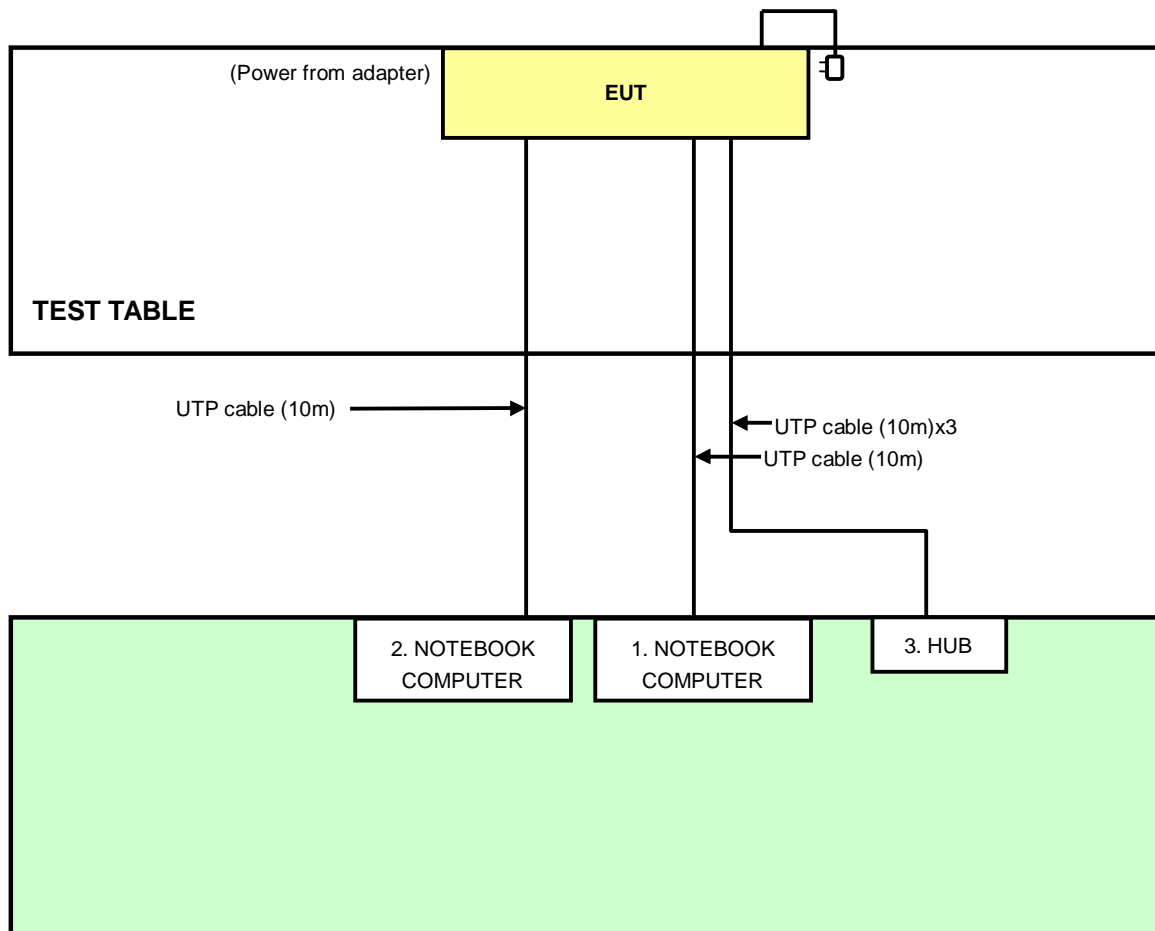 (Power from adapter)
EUT
TEST TABLE
UTP cable (10m)
UTP cable (10m)x3
UTP cable (10m)
2. NOTEBOOK
COMPUTER
1. NOTEBOOK
COMPUTER
3. HUB